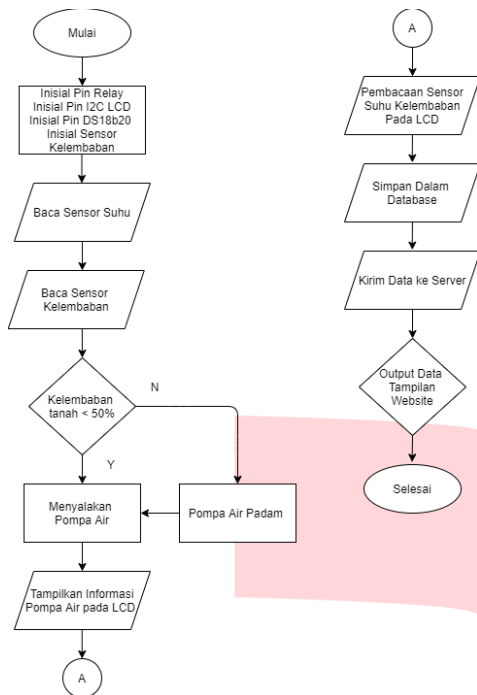 Mulai
Inisial Pin Relay
Inisial Pin I2C LCD
Inisial Pin DS18b20
Inisial Sensor
Kelembaban
Baca Sensor Suhu
Baca Sensor
Kelembaban
Kelembaban
tanah < 50%
N
Y
Menyalakan
Pompa Air
Pompa Air Padam
Tampilkan Informasi
Pompa Air pada LCD
A
A
Pembacaan Sensor
Suhu Kelembaban
Pada LCD
Simpan Dalam
Database
Kirim Data ke Server
Output Data
Tampilan
Website
Selesai